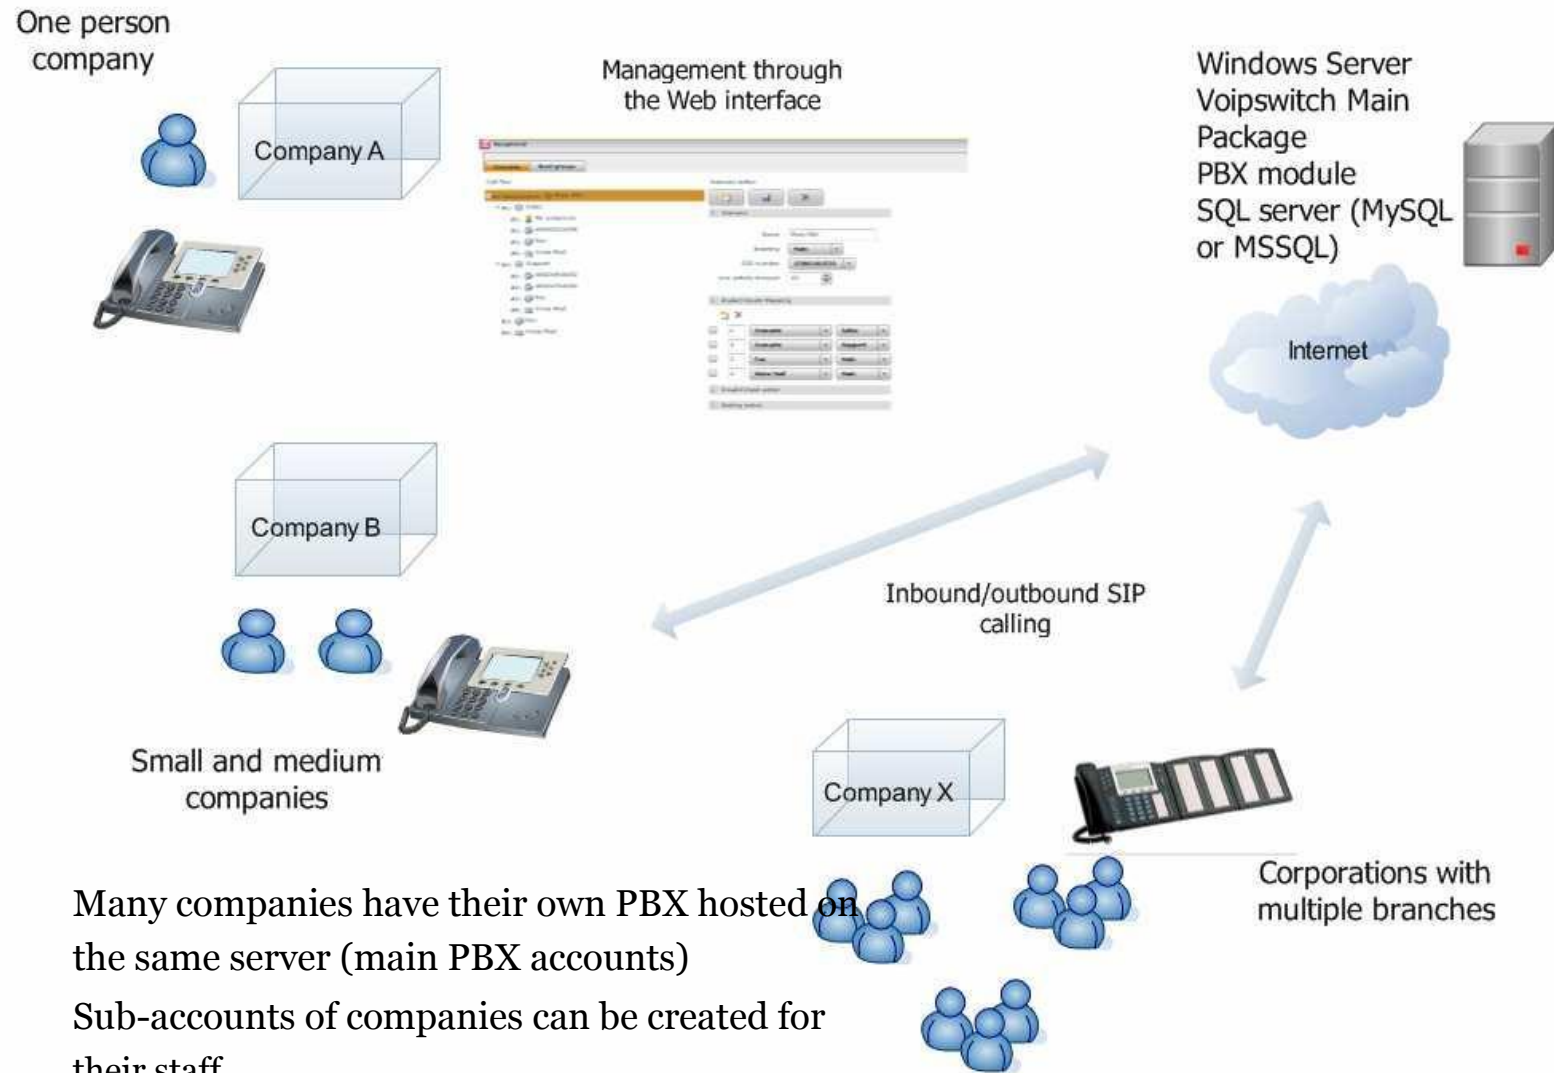 One person
company
Company A
Management through
the Web interface
Windows Server
Voipswitch Main
Package
PBX module
SQL server (MySQL
or MSSQL)
Internet
Company B
Inbound/outbound SIP
calling
Small and medium
companies
Company X
Corporations with
multiple branches
Many companies have their own PBX hosted on
the same server (main PBX accounts)
Sub-accounts of companies can be created for
their staff